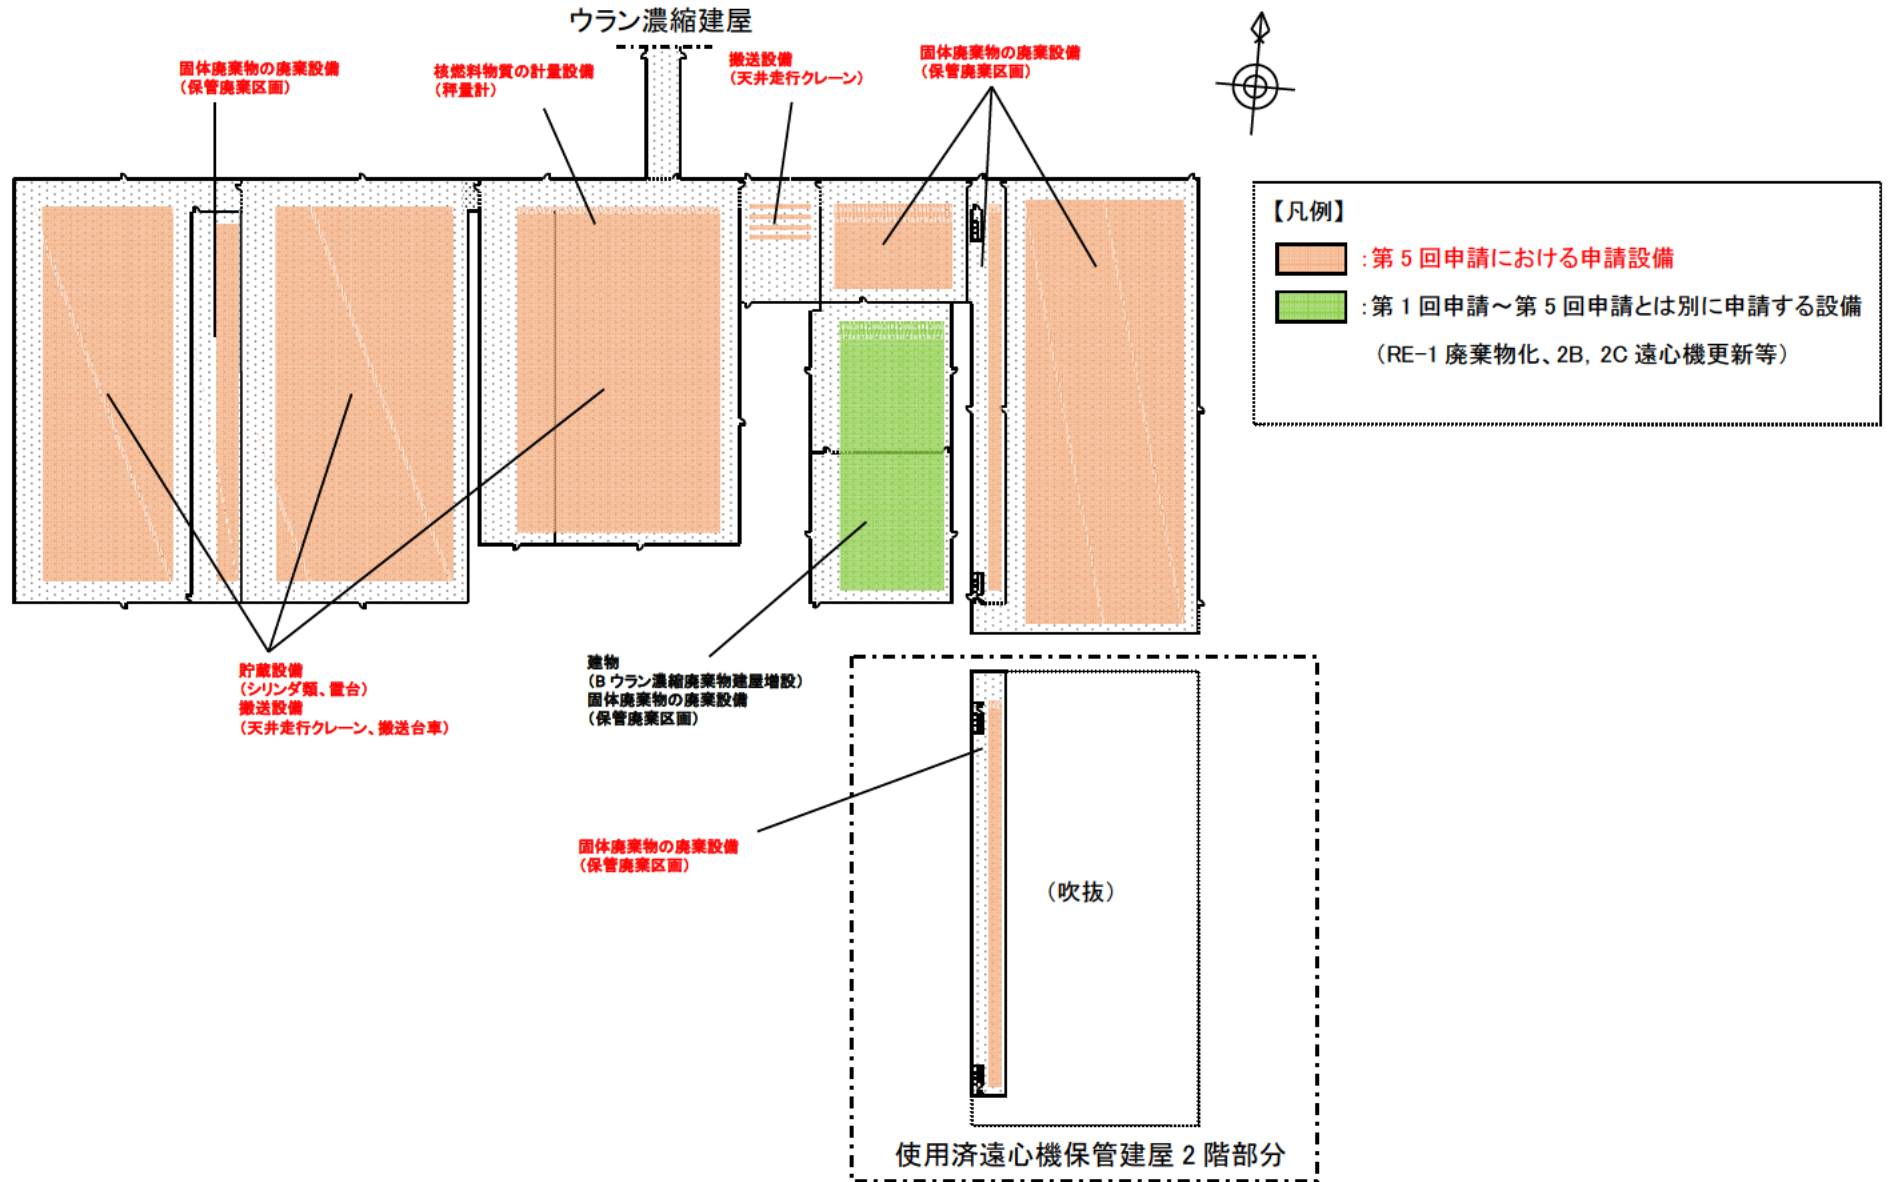 ウラン濃縮建屋
固体廃棄物の廃棄設備
（保管廃棄区画）
核燃料物質の計量設備
（秤量計）
搬送設備
（天井走行クレーン）
固体廃棄物の廃棄設備
（保管廃棄区画）
【凡例】
：第 5 回申請における申請設備
：第 1 回申請～第 5 回申請とは別に申請する設備
（RE-1 廃棄物化、2B, 2C 遠心機更新等）
貯蔵設備
（シリンダ類、置台）
搬送設備
（天井走行クレーン、搬送台車）
建物
（B ウラン濃縮廃棄物建屋増設）
固体廃棄物の廃棄設備
（保管廃棄区画）
固体廃棄物の廃棄設備
（保管廃棄区画）
（吹抜）
使用済遠心機保管建屋 2 階部分